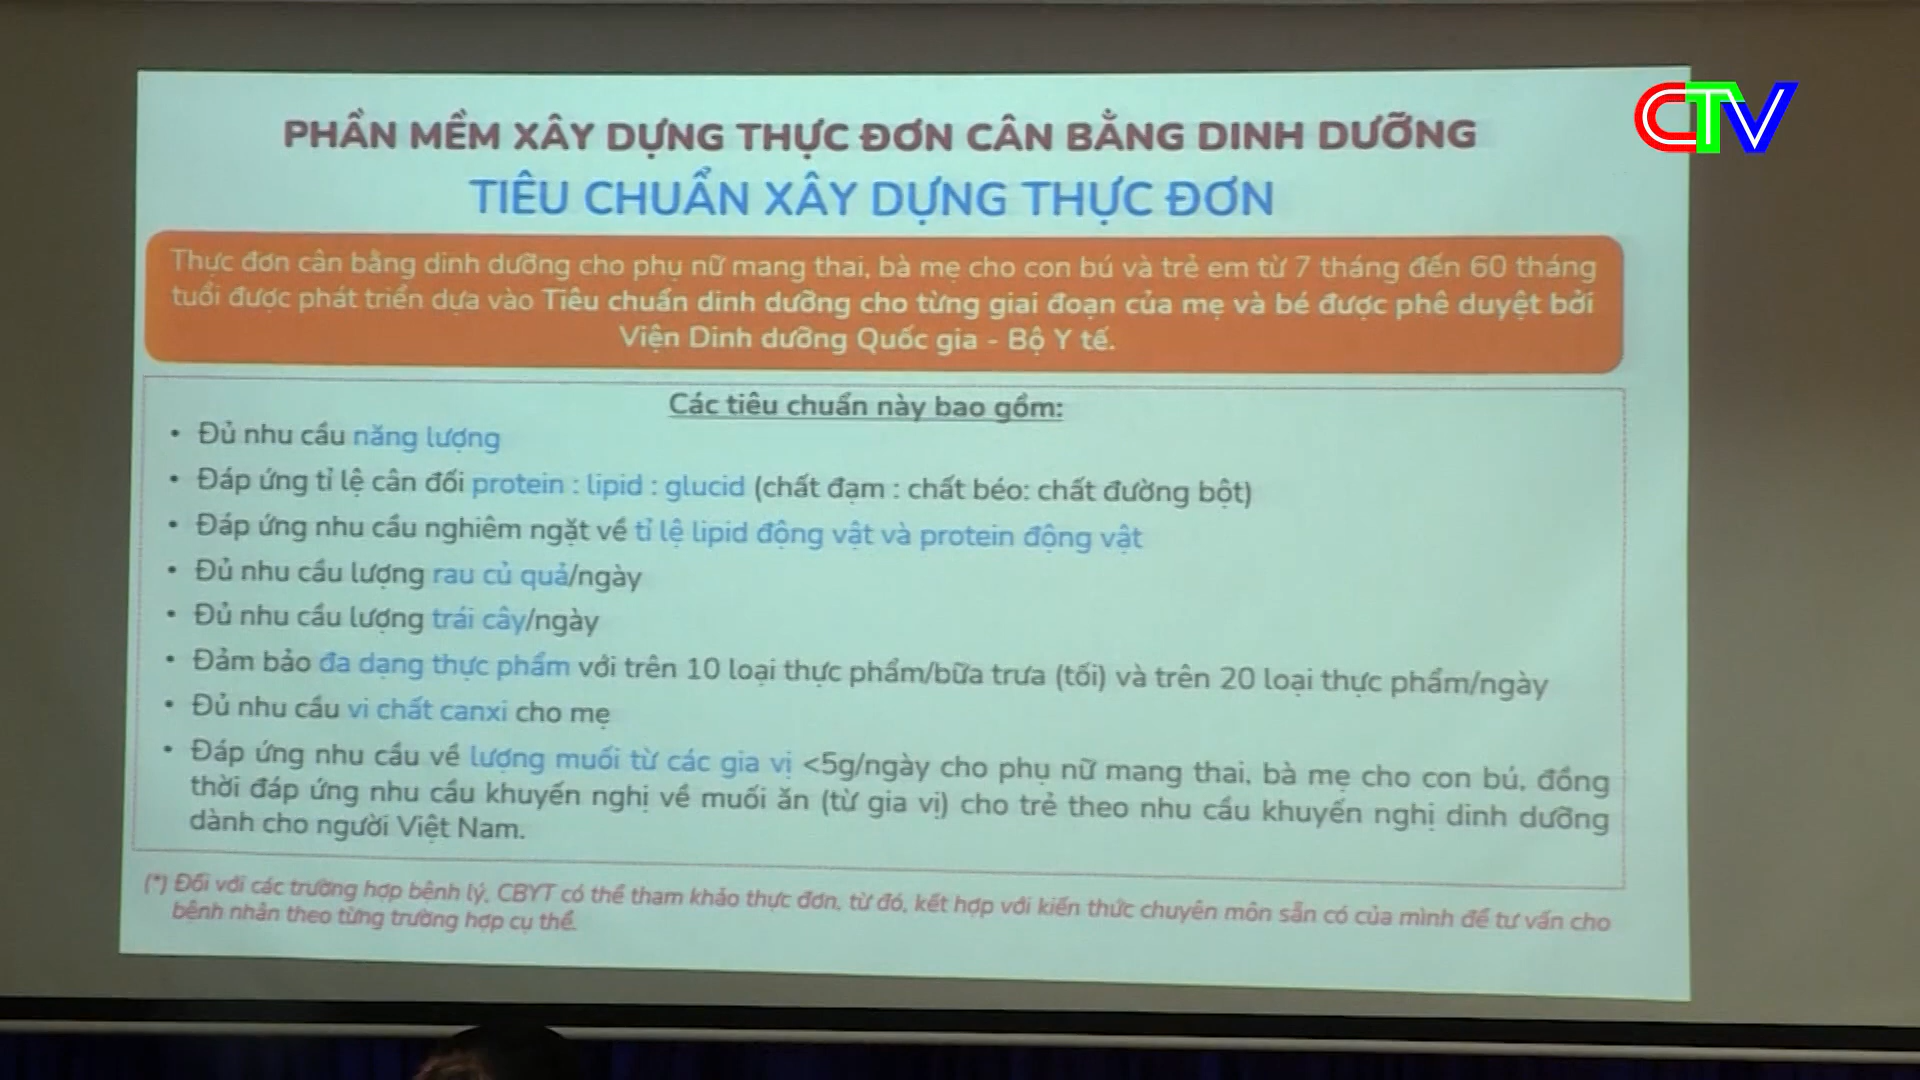 CTV
PHẦN MỀM XÂY DỰNG THỰC ĐƠN CÂN BẰNG DINH DƯỠNG
TIÊU CHUẨN XÂY DỰNG THỰC ĐƠN
Thực đơn cân bằng dinh dưỡng cho phụ nữ mang thai, bà mẹ cho con bú và trẻ em từ 7 tháng đến 60 tháng
tuổi được phát triển dựa vào Tiêu chuẩn dinh dưỡng cho từng giai đoạn của mẹ và bé được phê duyệt bởi
Viện Dinh dưỡng Quốc gia - Bộ Y tế.
Các tiêu chuẩn này bao gồm:
• Đủ nhu cầu năng lượng
• Đáp ứng tỉ lệ cân đối protein : lipid : glucid (chất đạm : chất béo: chất đường bột)
• Đáp ứng nhu cầu nghiêm ngặt về tỉ lệ lipid động vật và protein động vật
• Đủ nhu cầu lượng rau củ quả/ngày
• Đủ nhu cầu lượng trái cây/ngày
• Đảm bảo đa dạng thực phẩm với trên 10 loại thực phẩm/bữa trưa (tối) và trên 20 loại thực phẩm/ngày
• Đủ nhu cầu vi chất canxi cho mẹ
• Đáp ứng nhu cầu về lượng muối từ các gia vị <5g/ngày cho phụ nữ mang thai, bà mẹ cho con bú, đồng
thời đáp ứng nhu cầu khuyến nghị về muối ăn (từ gia vị) cho trẻ theo nhu cầu khuyến nghị dinh dưỡng
dành cho người Việt Nam.
(*) Đối với các trường hợp bệnh lý, CBYT có thể tham khảo thực đơn, từ đó, kết hợp với kiến thức chuyên môn sẵn có của mình để tư vấn cho
bệnh nhân theo từng trường hợp cụ thể.